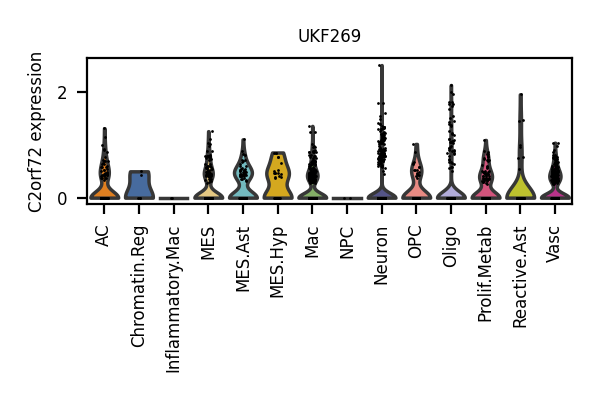 UKF269
C2orf72 expression
2
0
AC
Chromatin.Reg
Inflammatory.Mac
MES
MES.Ast
MES.Hyp
Mac
NPC
Neuron
OPC
Oligo
Prolif.Metab
Reactive.Ast
Vasc